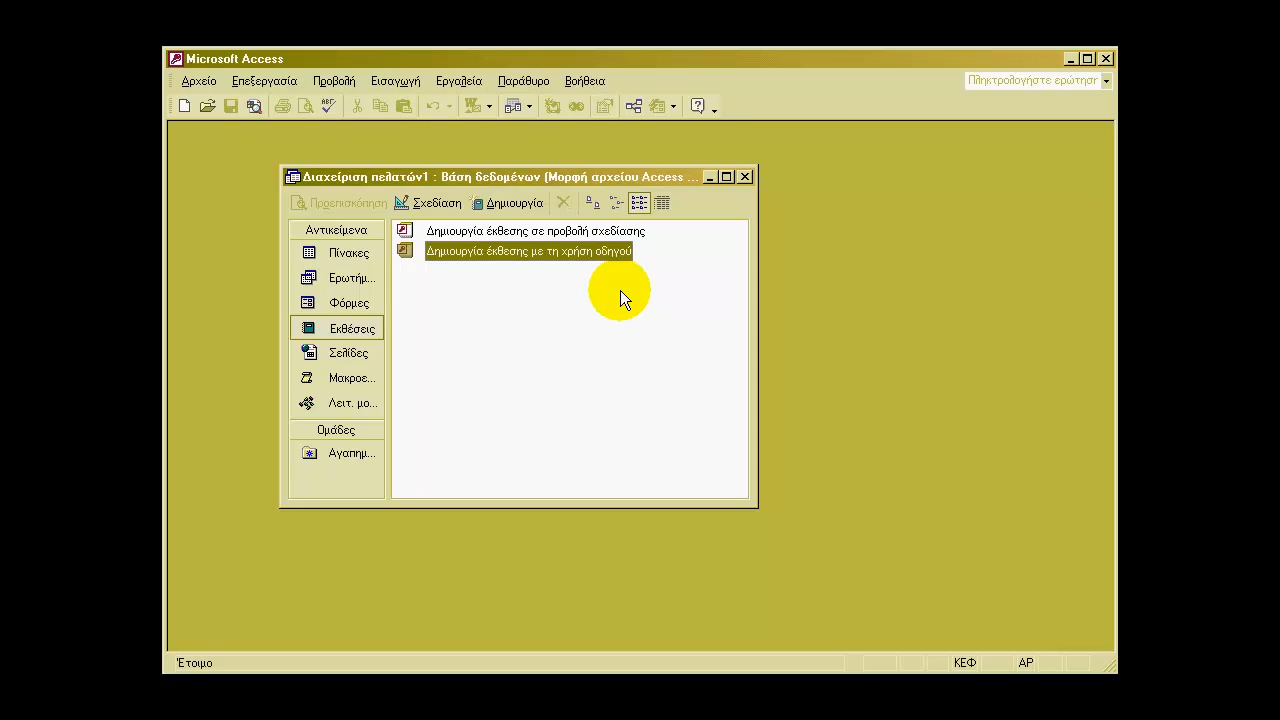 Microsoft Access
Αρχείο Επεξεργασία Προβολή Εισαγωγή Εργαλεία Παράθυρο Βοήθεια Πληκτρολογήστε ερώτηση
Διαχείριση πελατών1 : Βάση δεδομένων (Μορφή αρχείου Access ...
Προεπισκόπηση Σχεδίαση Δημιουργία
Αντικείμενα
Πίνακες
Ερωτήμ...
Φόρμες
Εκθέσεις
Σελίδες
Μακροε...
Λειτ. μο...
Ομάδες
Αγαπημ...
Δημιουργία έκθεσης σε προβολή σχεδίασης
Δημιουργία έκθεσης με τη χρήση οδηγού
Έτοιμο ΚΕΦ ΑΡ